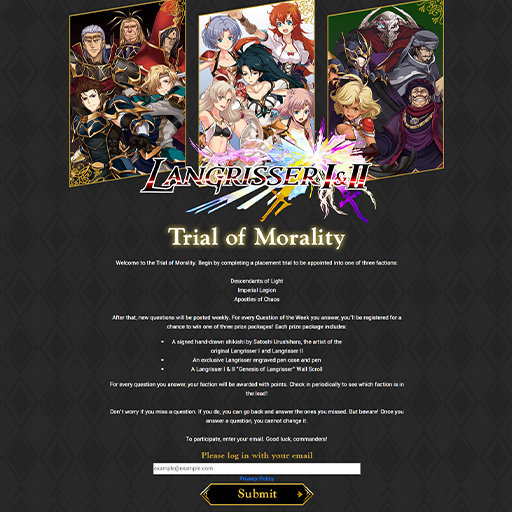 LANGRISSER I & II
Trial of Morality
Welcome to the Trial of Morality. Begin by completing a placement trial to be appointed into one of three factions:
Descendants of Light
Imperial Legion
Apostles of Chaos
After that, new questions will be posted weekly. For every Question of the Week you answer, you'll be registered for a
chance to win one of three prize packages! Each prize package includes:
• A signed hand-drawn shikishi by Satoshi Urushihara, the artist of the
original Langrisser I and Langrisser II
• An exclusive Langrisser engraved pen case and pen
• A Langrisser I & II "Genesis of Langrisser" Wall Scroll
For every question you answer, your faction will be awarded with points. Check in periodically to see which faction is in
the lead!
Don't worry if you miss a question. If you do, you can go back and answer the ones you missed. But beware! Once you
answer a question, you cannot change it.
To participate, enter your email. Good luck, commanders!
Please log in with your email
example@example.com
Privacy Policy
Submit